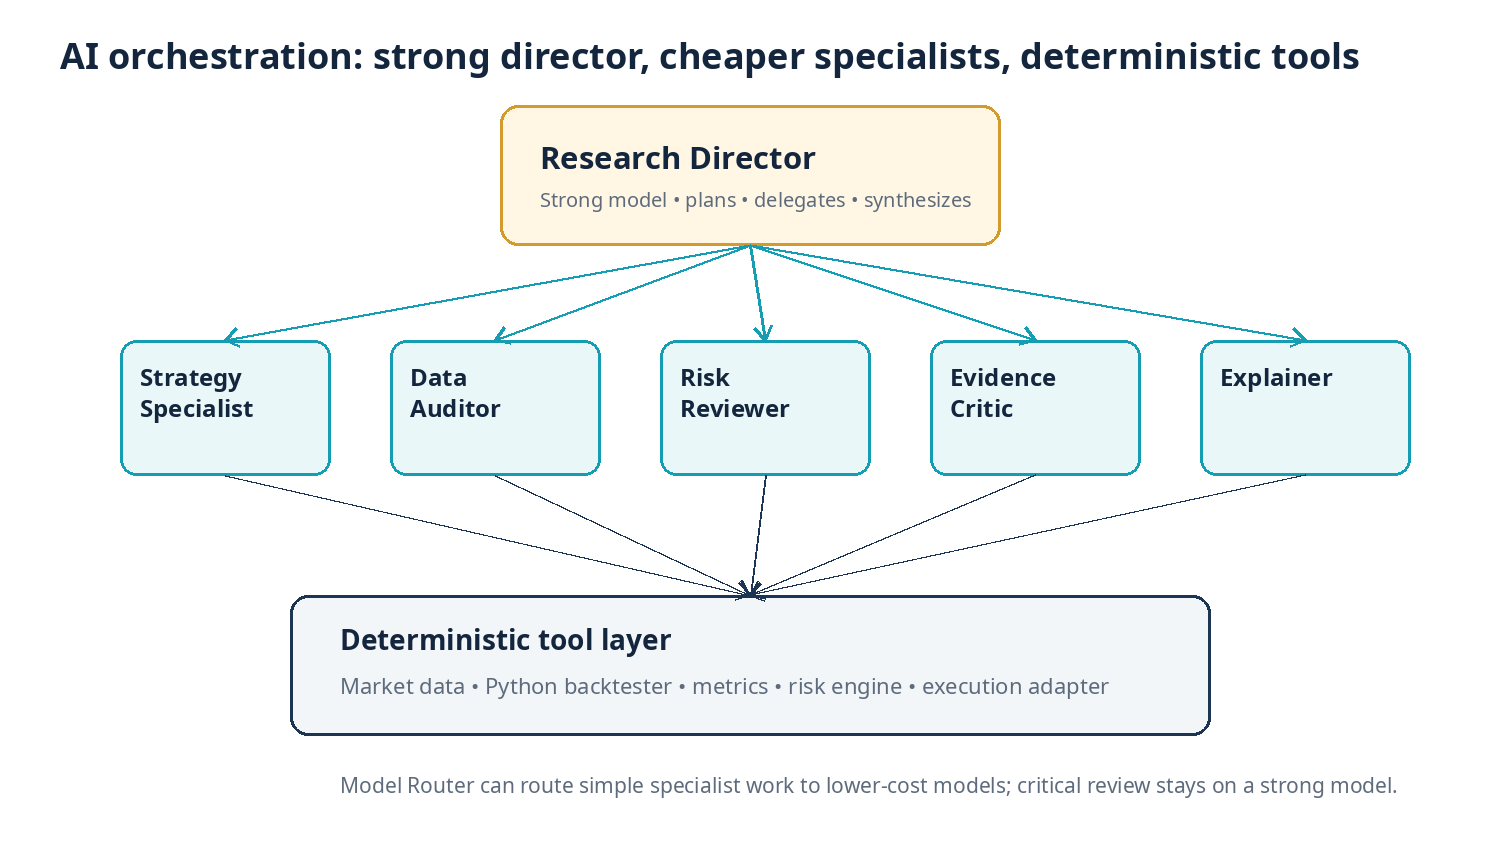 AI orchestration: strong director, cheaper specialists, deterministic tools
Research Director
Strong model • plans • delegates • synthesizes
Strategy
Specialist
Data
Auditor
Risk
Reviewer
Evidence
Critic
Explainer
Deterministic tool layer
Market data • Python backtester • metrics • risk engine • execution adapter
Model Router can route simple specialist work to lower-cost models; critical review stays on a strong model.